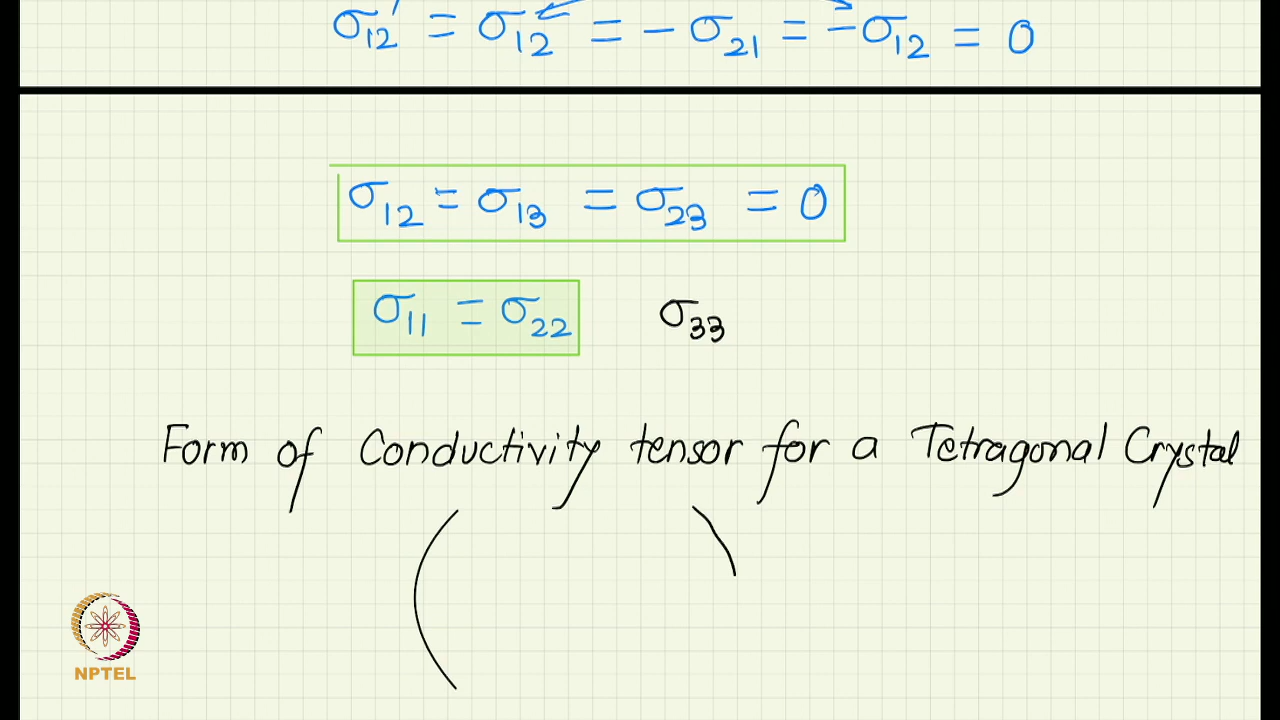 σ₁₂' = σ₁₂ = - σ₂₁ = -σ₁₂ = 0
σ₁₂ = σ₁₃ = σ₂₃ = 0
σ₁₁ = σ₂₂ σ₃₃
Form of Conductivity tensor for a Tetragonal Crystal
NPTEL